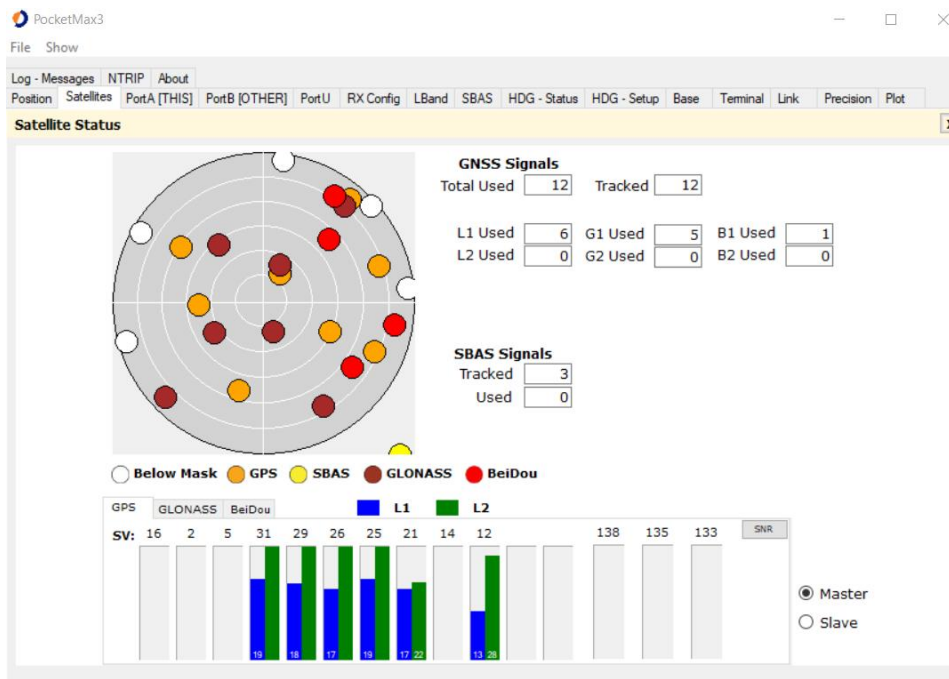 PocketMax3
File Show
Log - Messages NTRIP About
Position Satellites PortA [THIS] PortB [OTHER] PortU RX Config LBand SBAS HDG - Status HDG - Setup Base Terminal Link Precision Plot
Satellite Status
GNSS Signals
Total Used 12 Tracked 12
L1 Used 6 G1 Used 5 B1 Used 1
L2 Used 0 G2 Used 0 B2 Used 0
SBAS Signals
Tracked 3
Used 0
Below Mask GPS SBAS GLONASS BeiDou
GPS GLONASS BeiDou L1 L2
SV: 16 2 5 31 29 26 25 21 14 12 138 135 133 SNR
19 18 17 19 17 22 13 28
Master
Slave